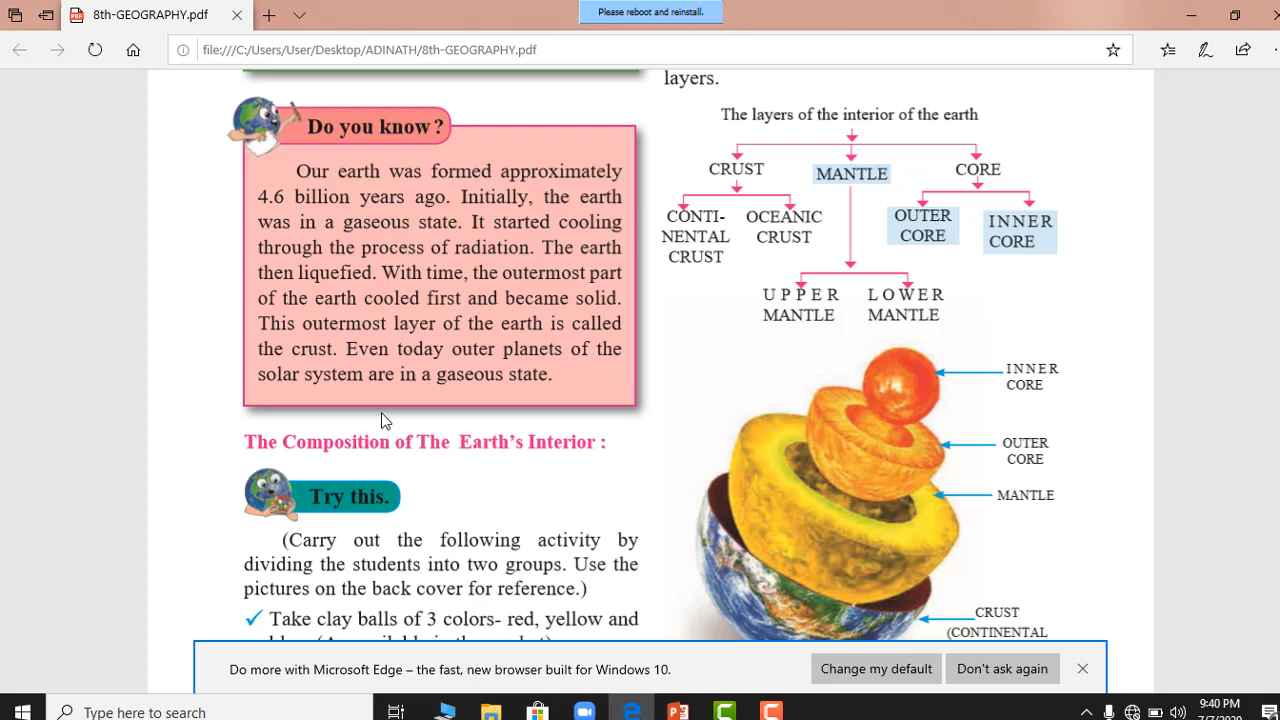 8th-GEOGRAPHY.pdf
Please reboot and reinstall.
file:///C:/Users/User/Desktop/ADINATH/8th-GEOGRAPHY.pdf
Do you know?
Our earth was formed approximately
4.6 billion years ago. Initially, the earth
was in a gaseous state. It started cooling
through the process of radiation. The earth
then liquefied. With time, the outermost part
of the earth cooled first and became solid.
This outermost layer of the earth is called
the crust. Even today outer planets of the
solar system are in a gaseous state.
The Composition of The Earth's Interior :
Try this.
(Carry out the following activity by
dividing the students into two groups. Use the
pictures on the back cover for reference.)
✓ Take clay balls of 3 colors- red, yellow and
layers.
The layers of the interior of the earth
CRUST
MANTLE
CORE
CONTI-
NENTAL
CRUST
OCEANIC
CRUST
OUTER
CORE
INNER
CORE
UPPER
MANTLE
LOWER
MANTLE
INNER
CORE
OUTER
CORE
MANTLE
CRUST
(CONTINENTAL
Do more with Microsoft Edge – the fast, new browser built for Windows 10.
Change my default
Don't ask again
Type here to search
9:40 PM